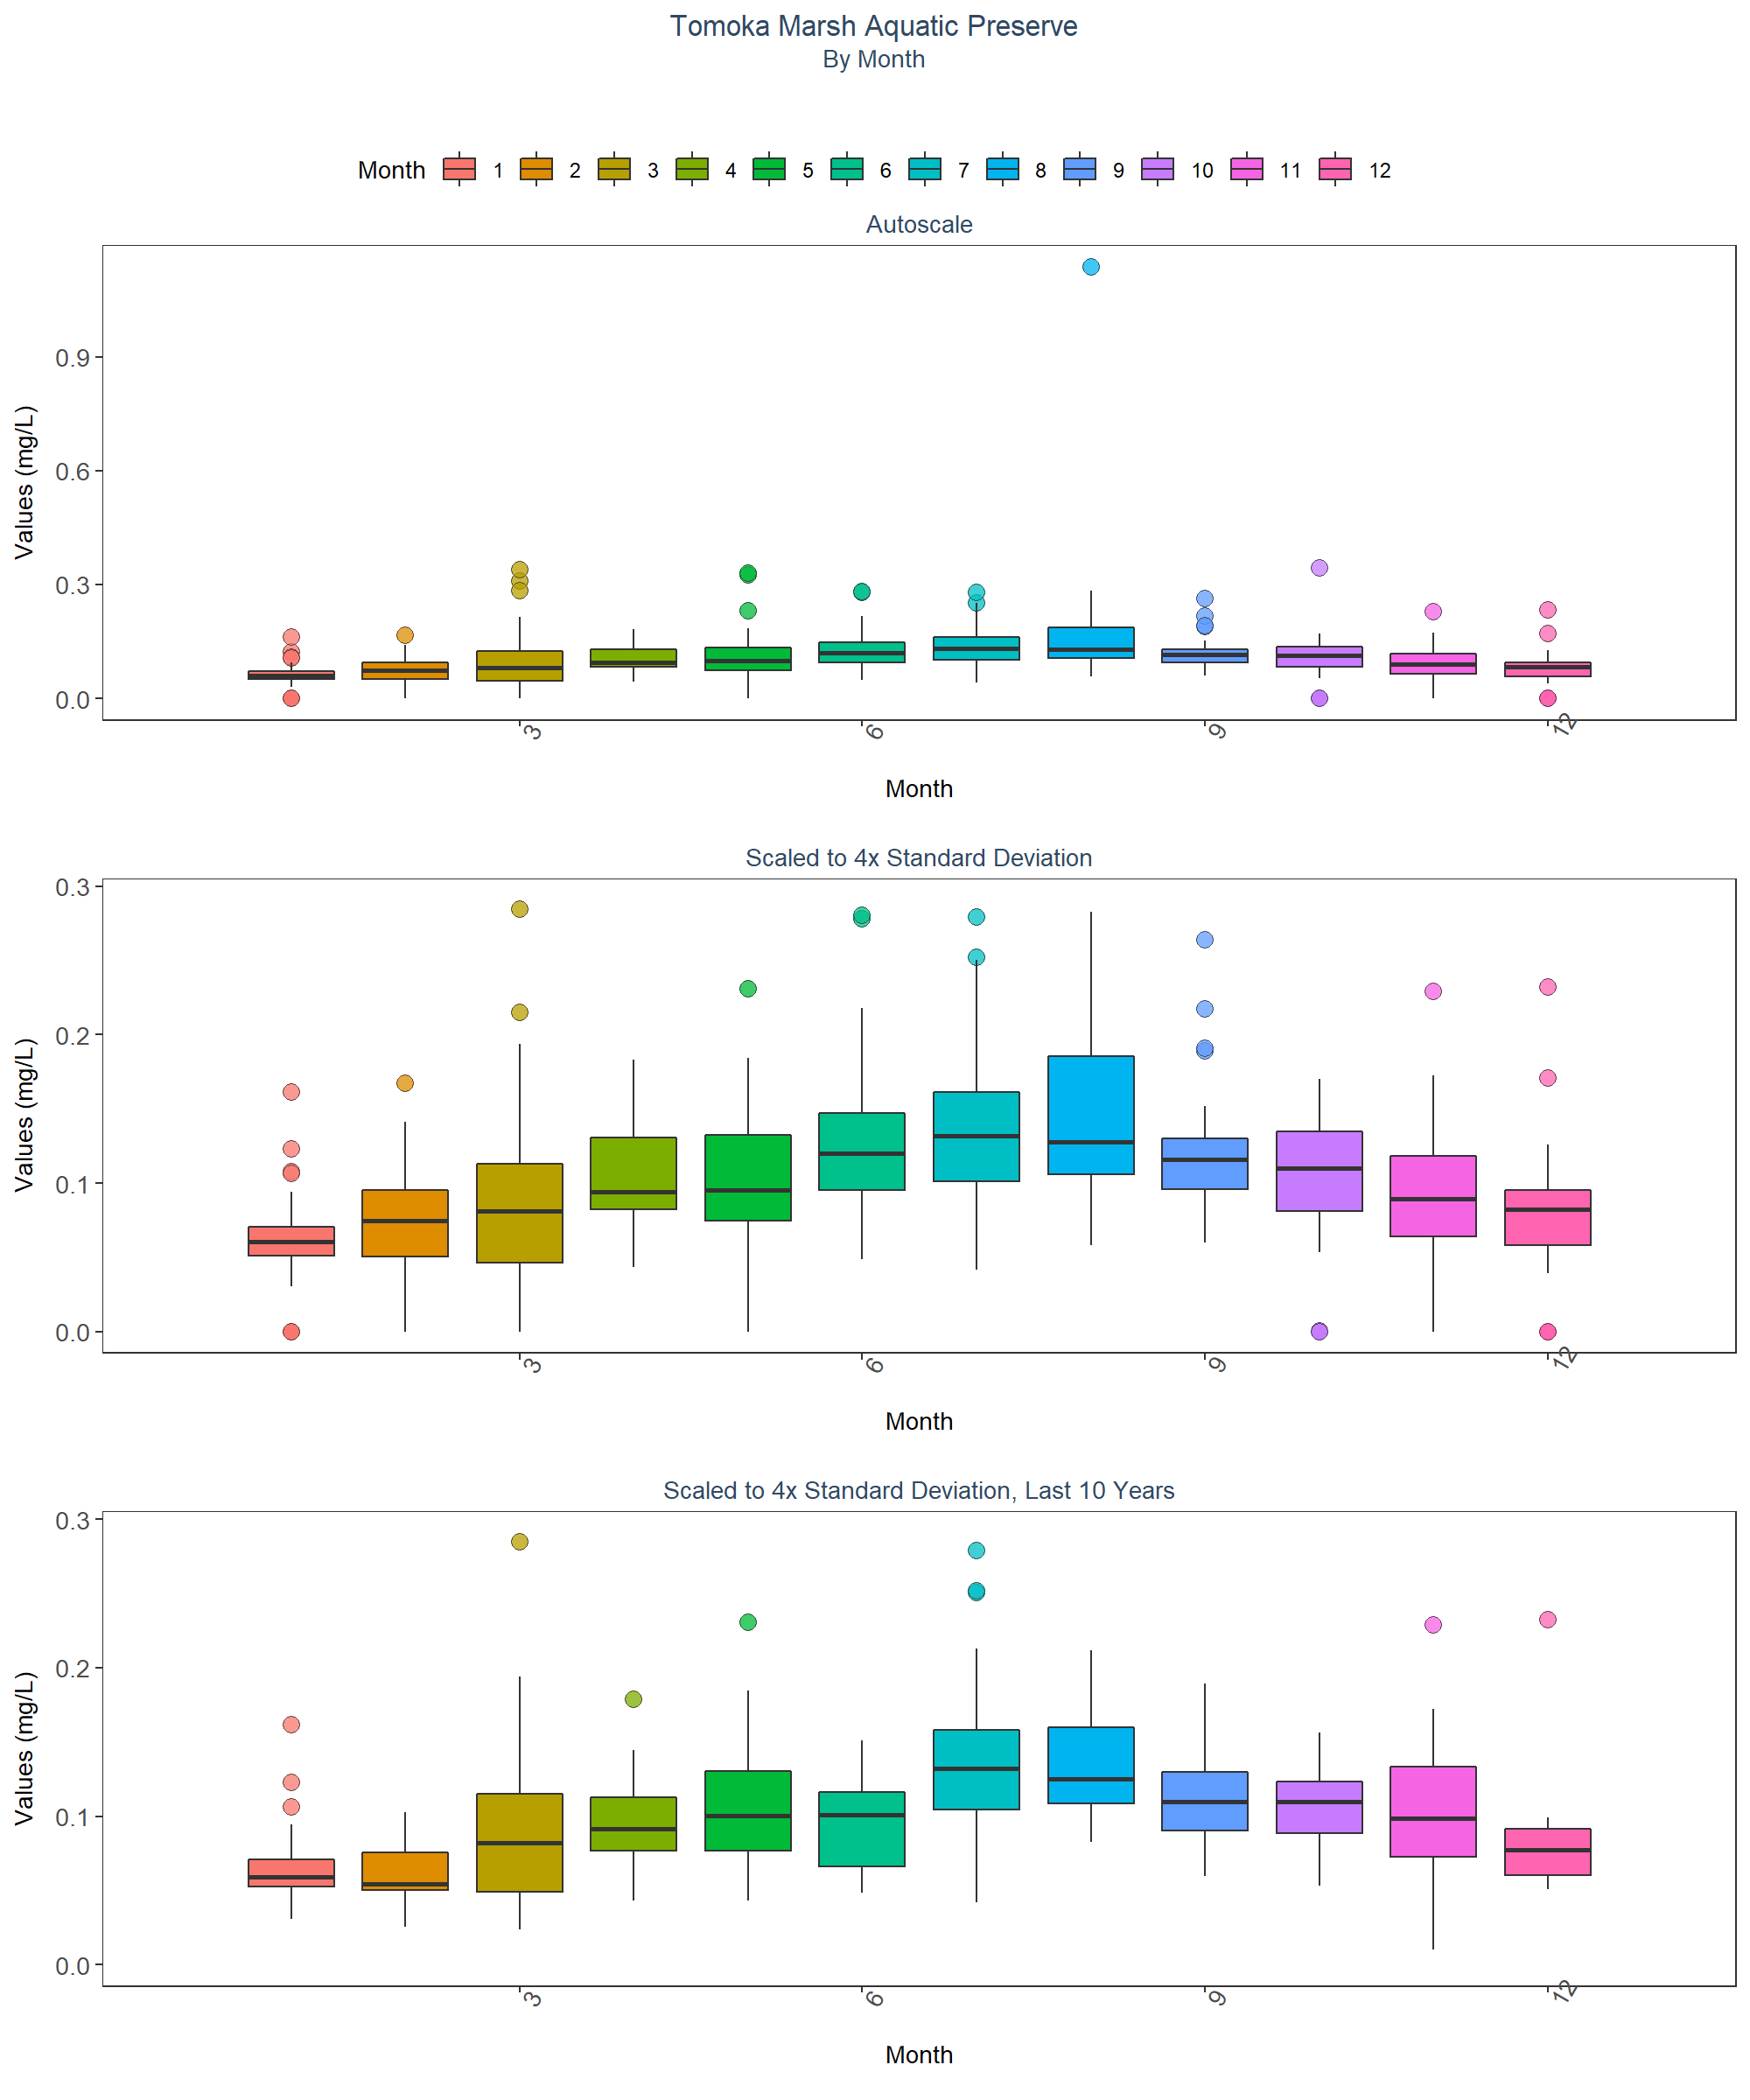 Tomoka Marsh Aquatic Preserve
By Month
Month 1 2 3 4 5 6 7 8 9 10 11 12
Autoscale
Values (mg/L)
0.9
0.6
0.3
0.0
3 6 9 12
Month
Scaled to 4x Standard Deviation
Values (mg/L)
0.3
0.2
0.1
0.0
3 6 9 12
Month
Scaled to 4x Standard Deviation, Last 10 Years
Values (mg/L)
0.3
0.2
0.1
0.0
3 6 9 12
Month